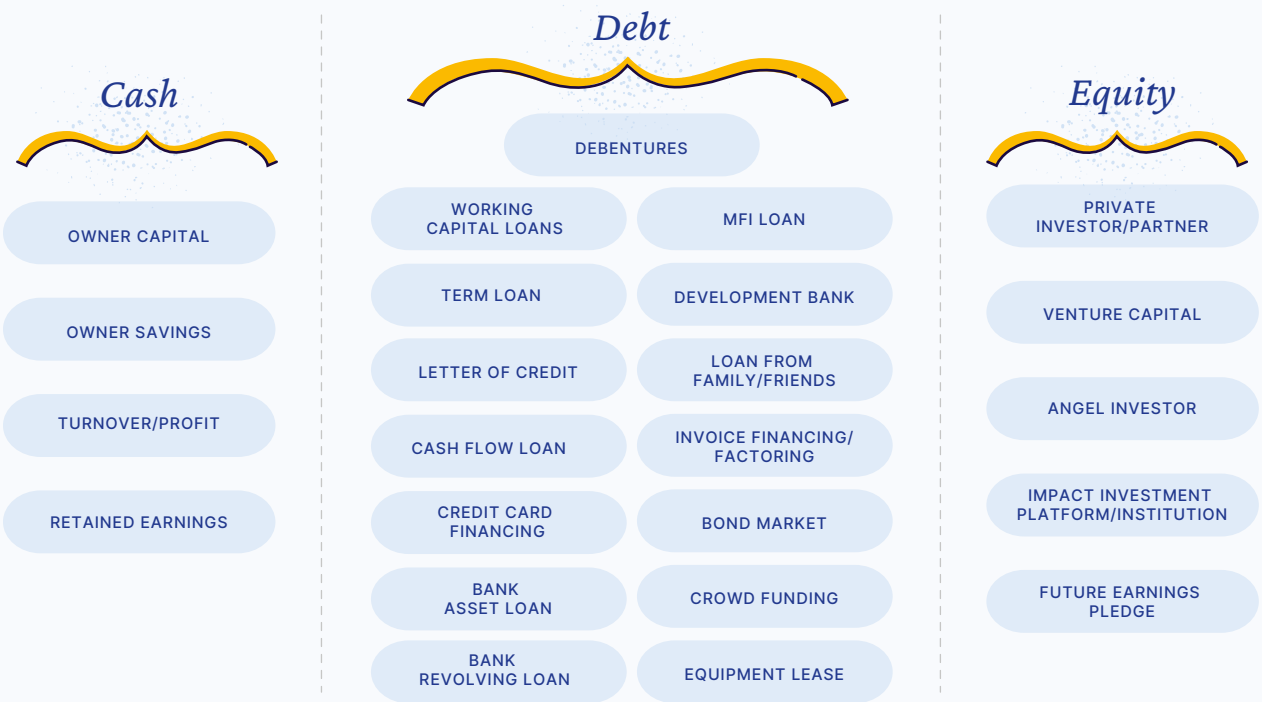 Cash
OWNER CAPITAL
OWNER SAVINGS
TURNOVER/PROFIT
RETAINED EARNINGS
Debt
DEBENTURES
WORKING
CAPITAL LOANS
MFI LOAN
TERM LOAN
DEVELOPMENT BANK
LETTER OF CREDIT
LOAN FROM
FAMILY/FRIENDS
CASH FLOW LOAN
INVOICE FINANCING/
FACTORING
CREDIT CARD
FINANCING
BOND MARKET
BANK
ASSET LOAN
CROWD FUNDING
BANK
REVOLVING LOAN
EQUIPMENT LEASE
Equity
PRIVATE
INVESTOR/PARTNER
VENTURE CAPITAL
ANGEL INVESTOR
IMPACT INVESTMENT
PLATFORM/INSTITUTION
FUTURE EARNINGS
PLEDGE